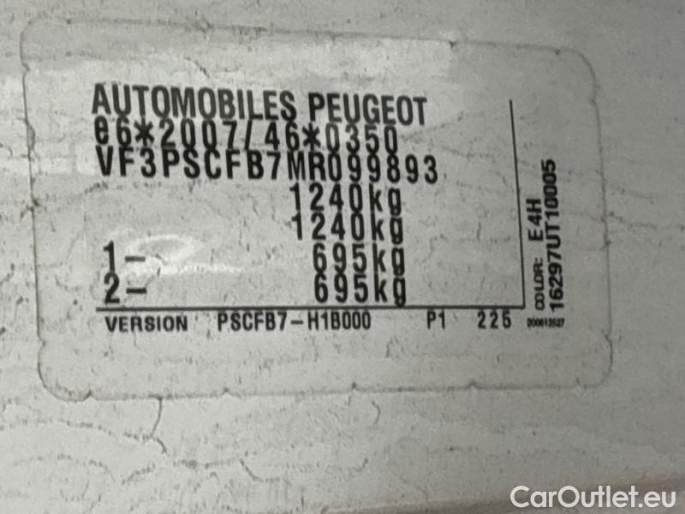 AUTOMOBILES PEUGEOT
e6*2007/46*0350
VF3PSCFB7MR099893
1240kg
1240kg
1- 695kg
2- 695kg
VERSION PSCFB7-H1B000 P1 225
COLOR: E4H
16297UT10005
CarOutlet.eu